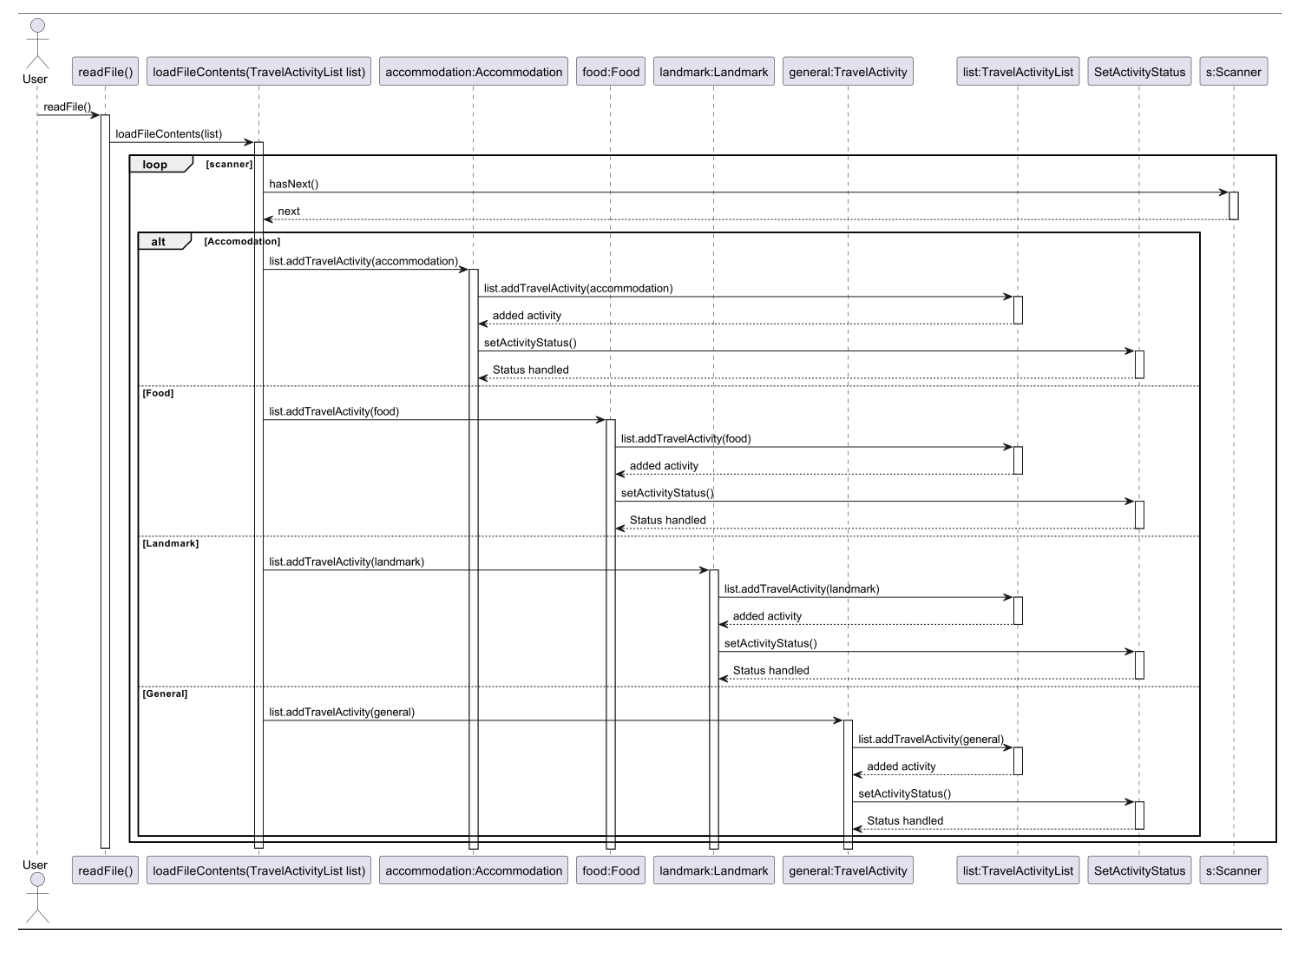 User
readFile()
loadFileContents(TravelActivityList list)
accommodation:Accommodation
food:Food
landmark:Landmark
general:TravelActivity
list:TravelActivityList
SetActivityStatus
s:Scanner
readFile()
loadFileContents(list)
loop
[scanner]
hasNext()
next
alt
[Accomodation]
list.addTravelActivity(accommodation)
list.addTravelActivity(accommodation)
added activity
setActivityStatus()
Status handled
[Food]
list.addTravelActivity(food)
list.addTravelActivity(food)
added activity
setActivityStatus()
Status handled
[Landmark]
list.addTravelActivity(landmark)
list.addTravelActivity(landmark)
added activity
setActivityStatus()
Status handled
[General]
list.addTravelActivity(general)
list.addTravelActivity(general)
added activity
setActivityStatus()
Status handled
User
readFile()
loadFileContents(TravelActivityList list)
accommodation:Accommodation
food:Food
landmark:Landmark
general:TravelActivity
list:TravelActivityList
SetActivityStatus
s:Scanner